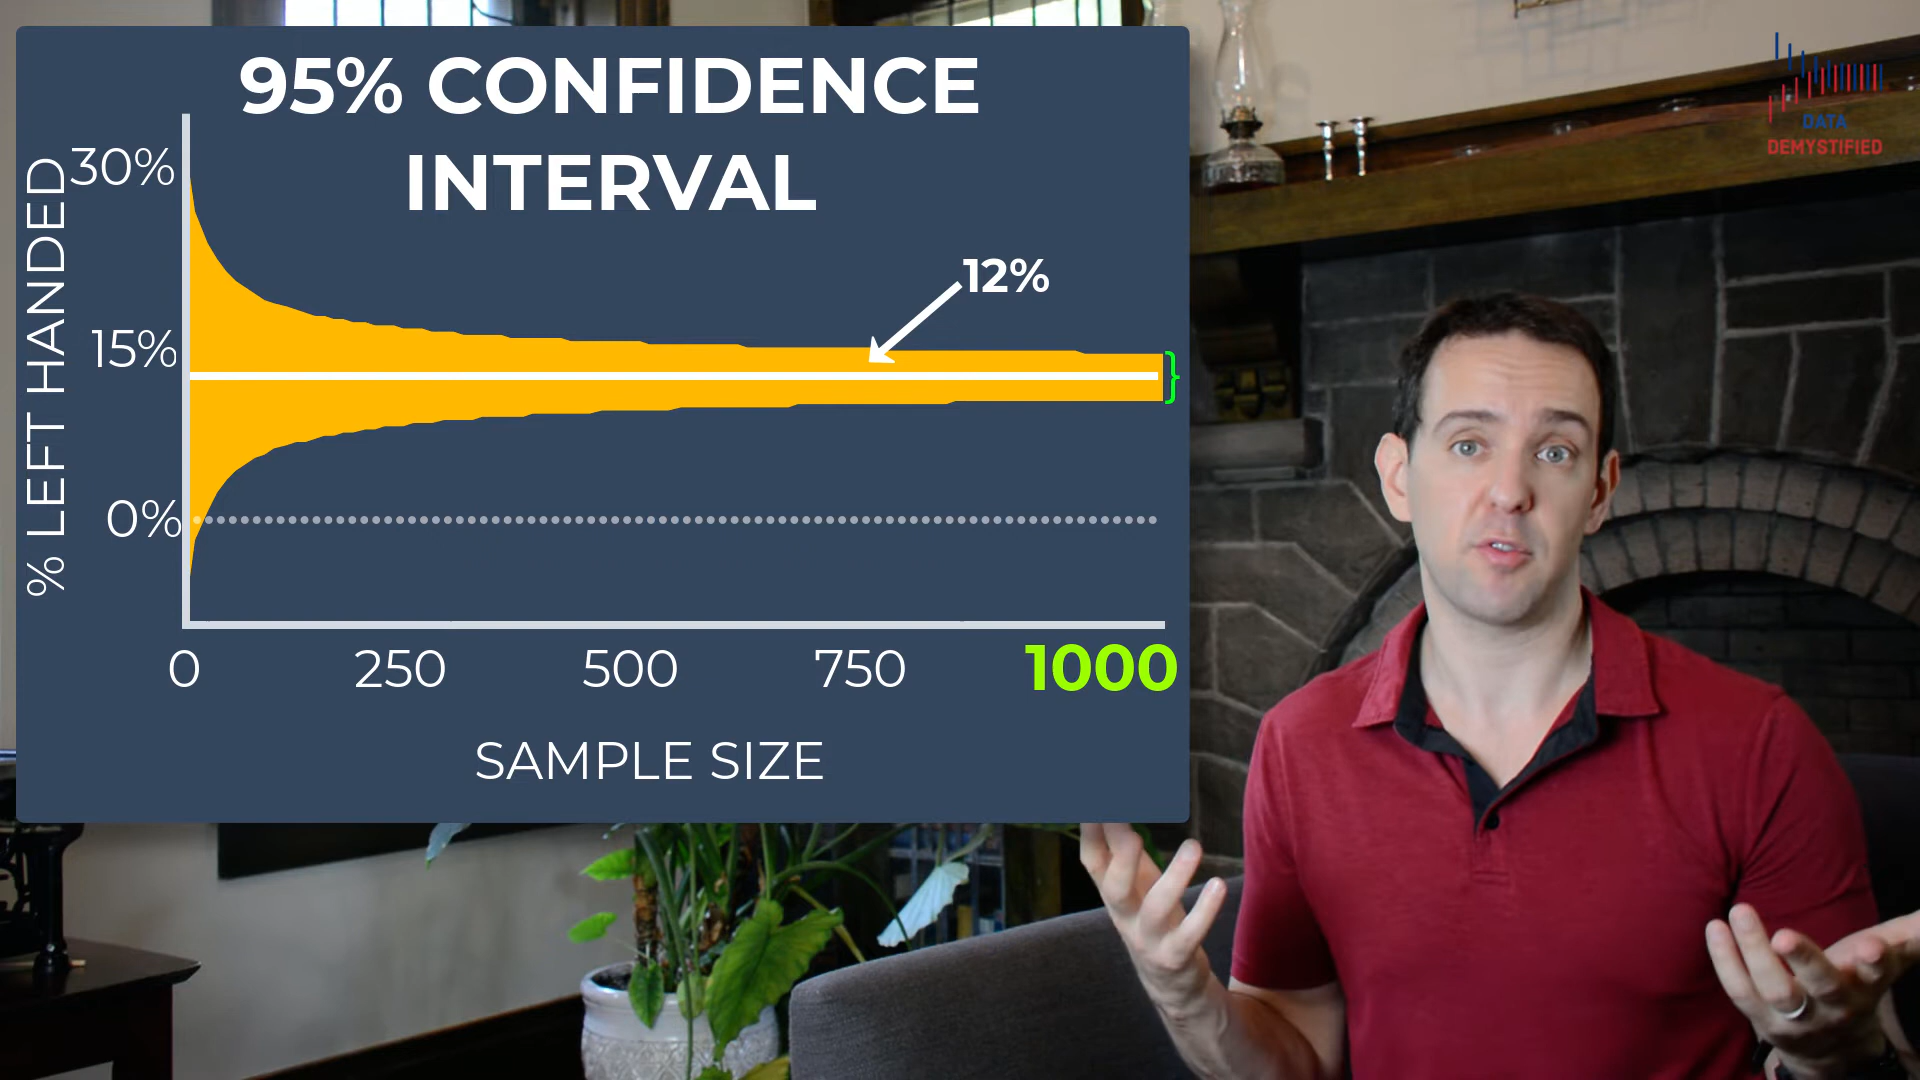 95% CONFIDENCE
INTERVAL
% LEFT HANDED
30%
15%
0%
12%
0
250
500
750
1000
SAMPLE SIZE
DATA
DEMYSTIFIED